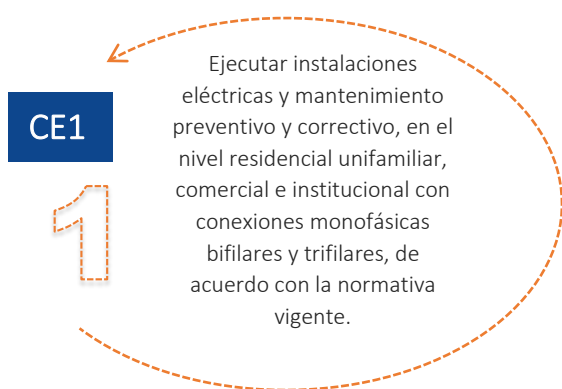 CE1
1
Ejecutar instalaciones
eléctricas y mantenimiento
preventivo y correctivo, en el
nivel residencial unifamiliar,
comercial e institucional con
conexiones monofásicas
bifilares y trifilares, de
acuerdo con la normativa
vigente.